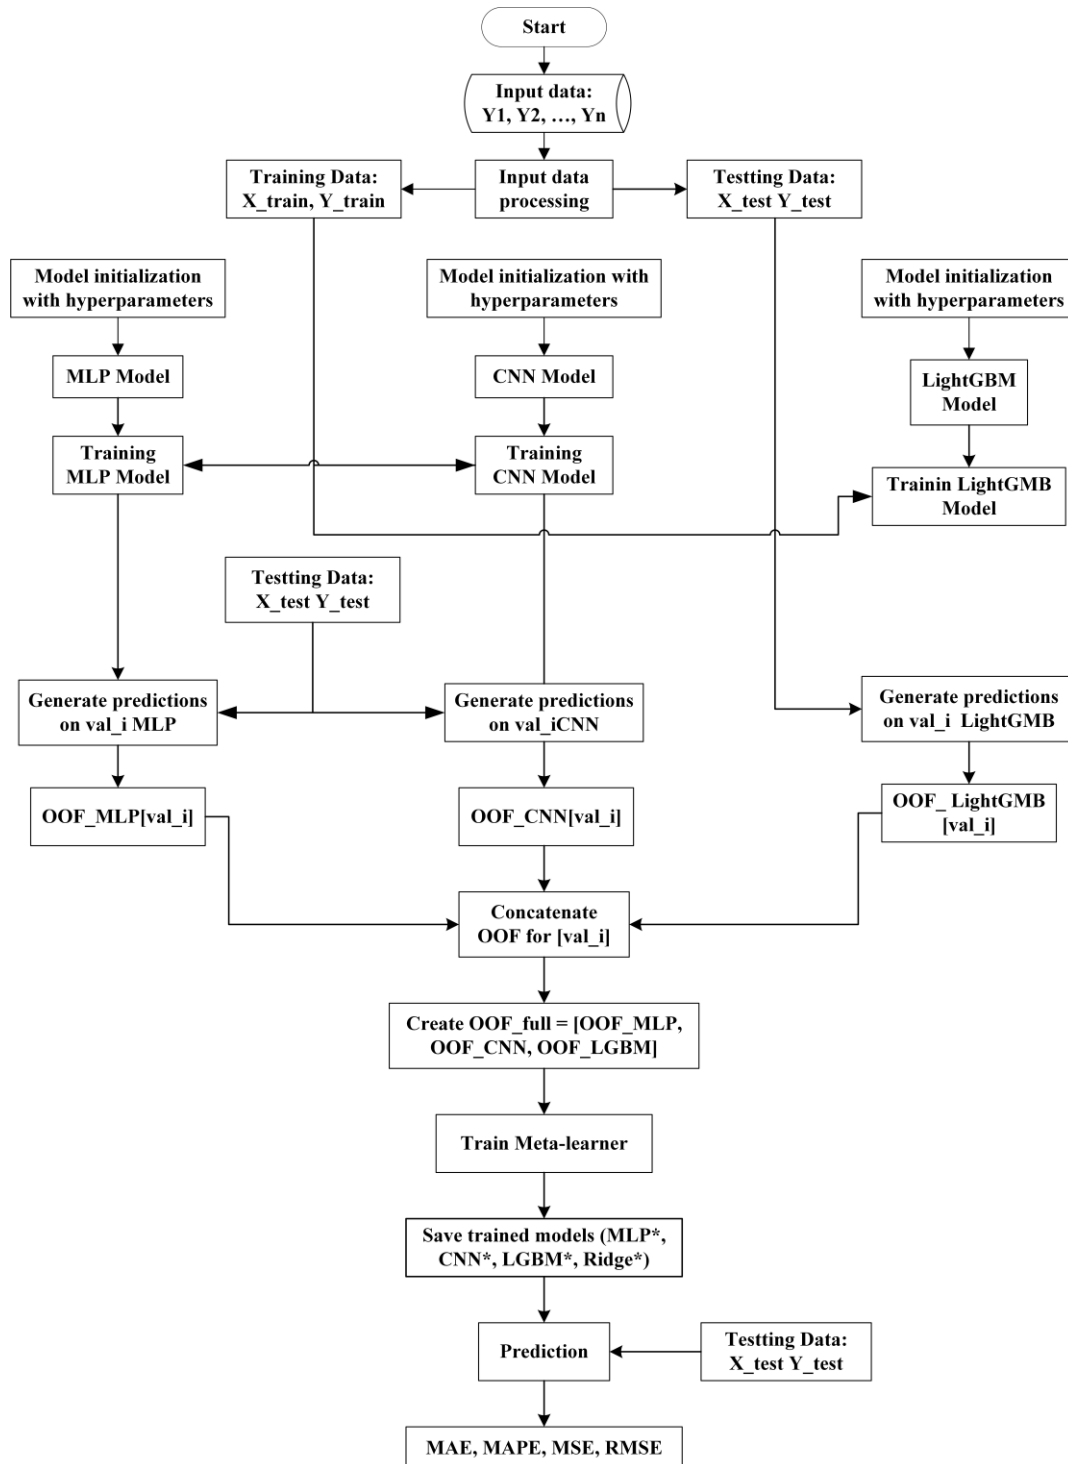 Start
Input data:
Y1, Y2, ..., Yn
Training Data:
X_train, Y_train
Input data
processing
Testting Data:
X_test Y_test
Model initialization
with hyperparameters
Model initialization with
hyperparameters
Model initialization
with hyperparameters
MLP Model
CNN Model
LightGBM
Model
Training
MLP Model
Training
CNN Model
Trainin LightGMB
Model
Testting Data:
X_test Y_test
Generate predictions
on val_i MLP
Generate predictions
on val_iCNN
Generate predictions
on val_i LightGMB
OOF_MLP[val_i]
OOF_CNN[val_i]
OOF_ LightGMB
[val_i]
Concatenate
OOF for [val_i]
Create OOF_full = [OOF_MLP,
OOF_CNN, OOF_LGBM]
Train Meta-learner
Save trained models (MLP*,
CNN*, LGBM*, Ridge*)
Prediction
Testting Data:
X_test Y_test
MAE, MAPE, MSE, RMSE